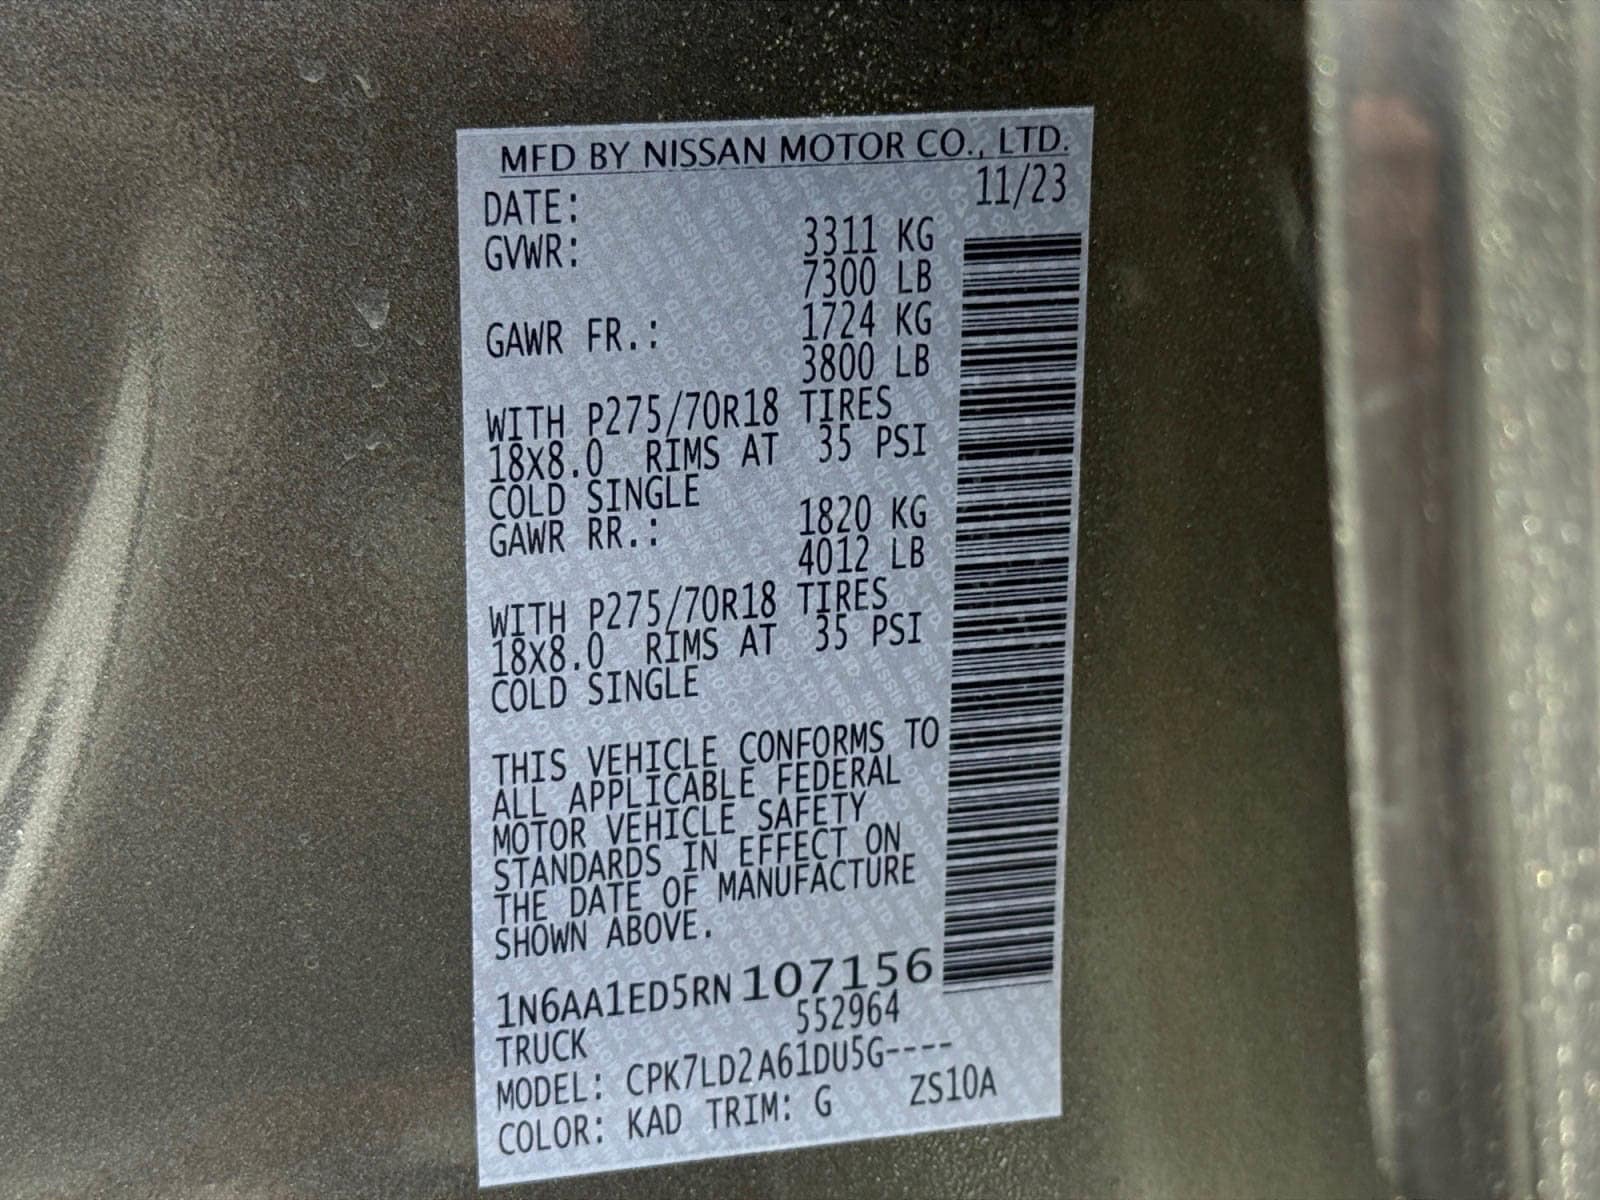 MFD BY NISSAN MOTOR CO., LTD.
DATE: 11/23
GVWR: 3311 KG
7300 LB
GAWR FR.: 1724 KG
3800 LB
WITH P275/70R18 TIRES
18X8.0 RIMS AT 35 PSI
COLD SINGLE
GAWR RR.: 1820 KG
4012 LB
WITH P275/70R18 TIRES
18X8.0 RIMS AT 35 PSI
COLD SINGLE
THIS VEHICLE CONFORMS TO
ALL APPLICABLE FEDERAL
MOTOR VEHICLE SAFETY
STANDARDS IN EFFECT ON
THE DATE OF MANUFACTURE
SHOWN ABOVE.
1N6AA1ED5RN 107156
TRUCK 552964
MODEL: CPK7LD2A61DU5G----
COLOR: KAD TRIM: G ZS10A